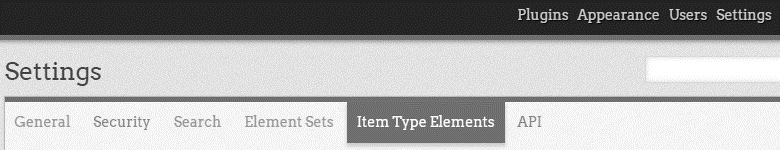 Plugins Appearance Users Settings
Settings
General Security Search Element Sets Item Type Elements API